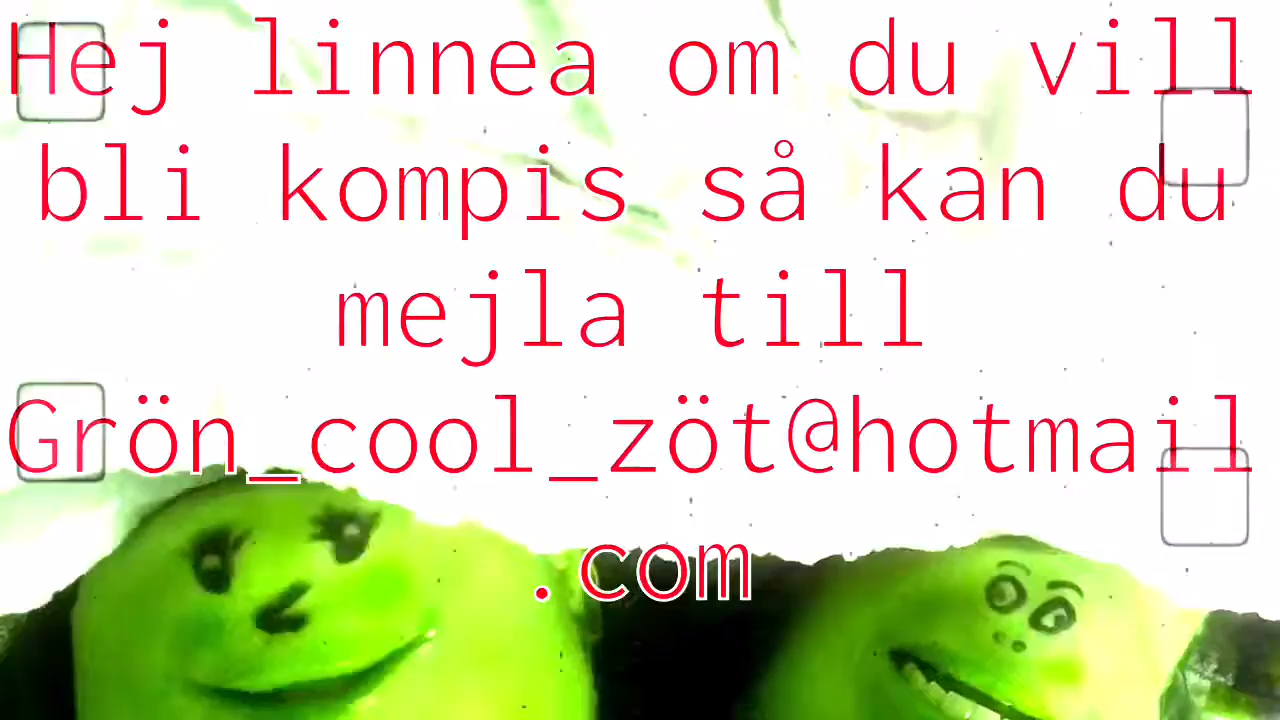 Hej linnea om du vill
bli kompis så kan du
mejla till
Grön_cool_zöt@hotmail
.com